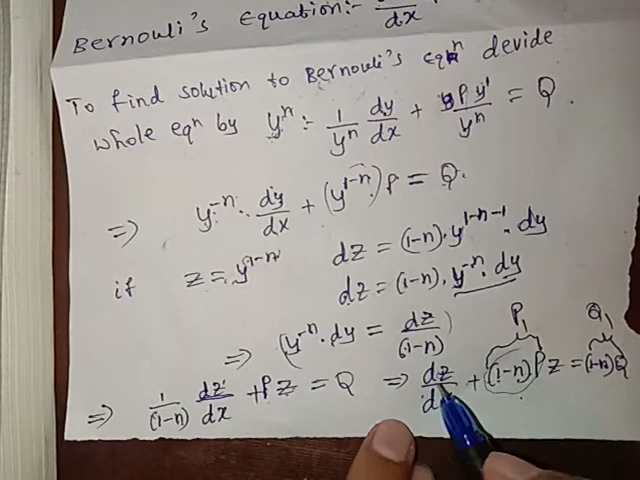 Bernouli's Equation:- dx
To find solution to Bernouli's eqn devide
whole eqn by yⁿ :- 1/yⁿ dy/dx + Py¹/yⁿ = Q
⇒ y⁻ⁿ · dy/dx + (y¹⁻ⁿ)P = Q.
if z = y¹⁻ⁿ dz = (1-n)·y¹⁻ⁿ⁻¹ · dy
dz = (1-n)·y⁻ⁿ · dy
⇒ (y⁻ⁿ · dy = dz/(1-n))
P₁ Q₁
⇒ 1/(1-n) dz/dx + Pz = Q ⇒ dz/d + (1-n)Pz = (1-n)Q